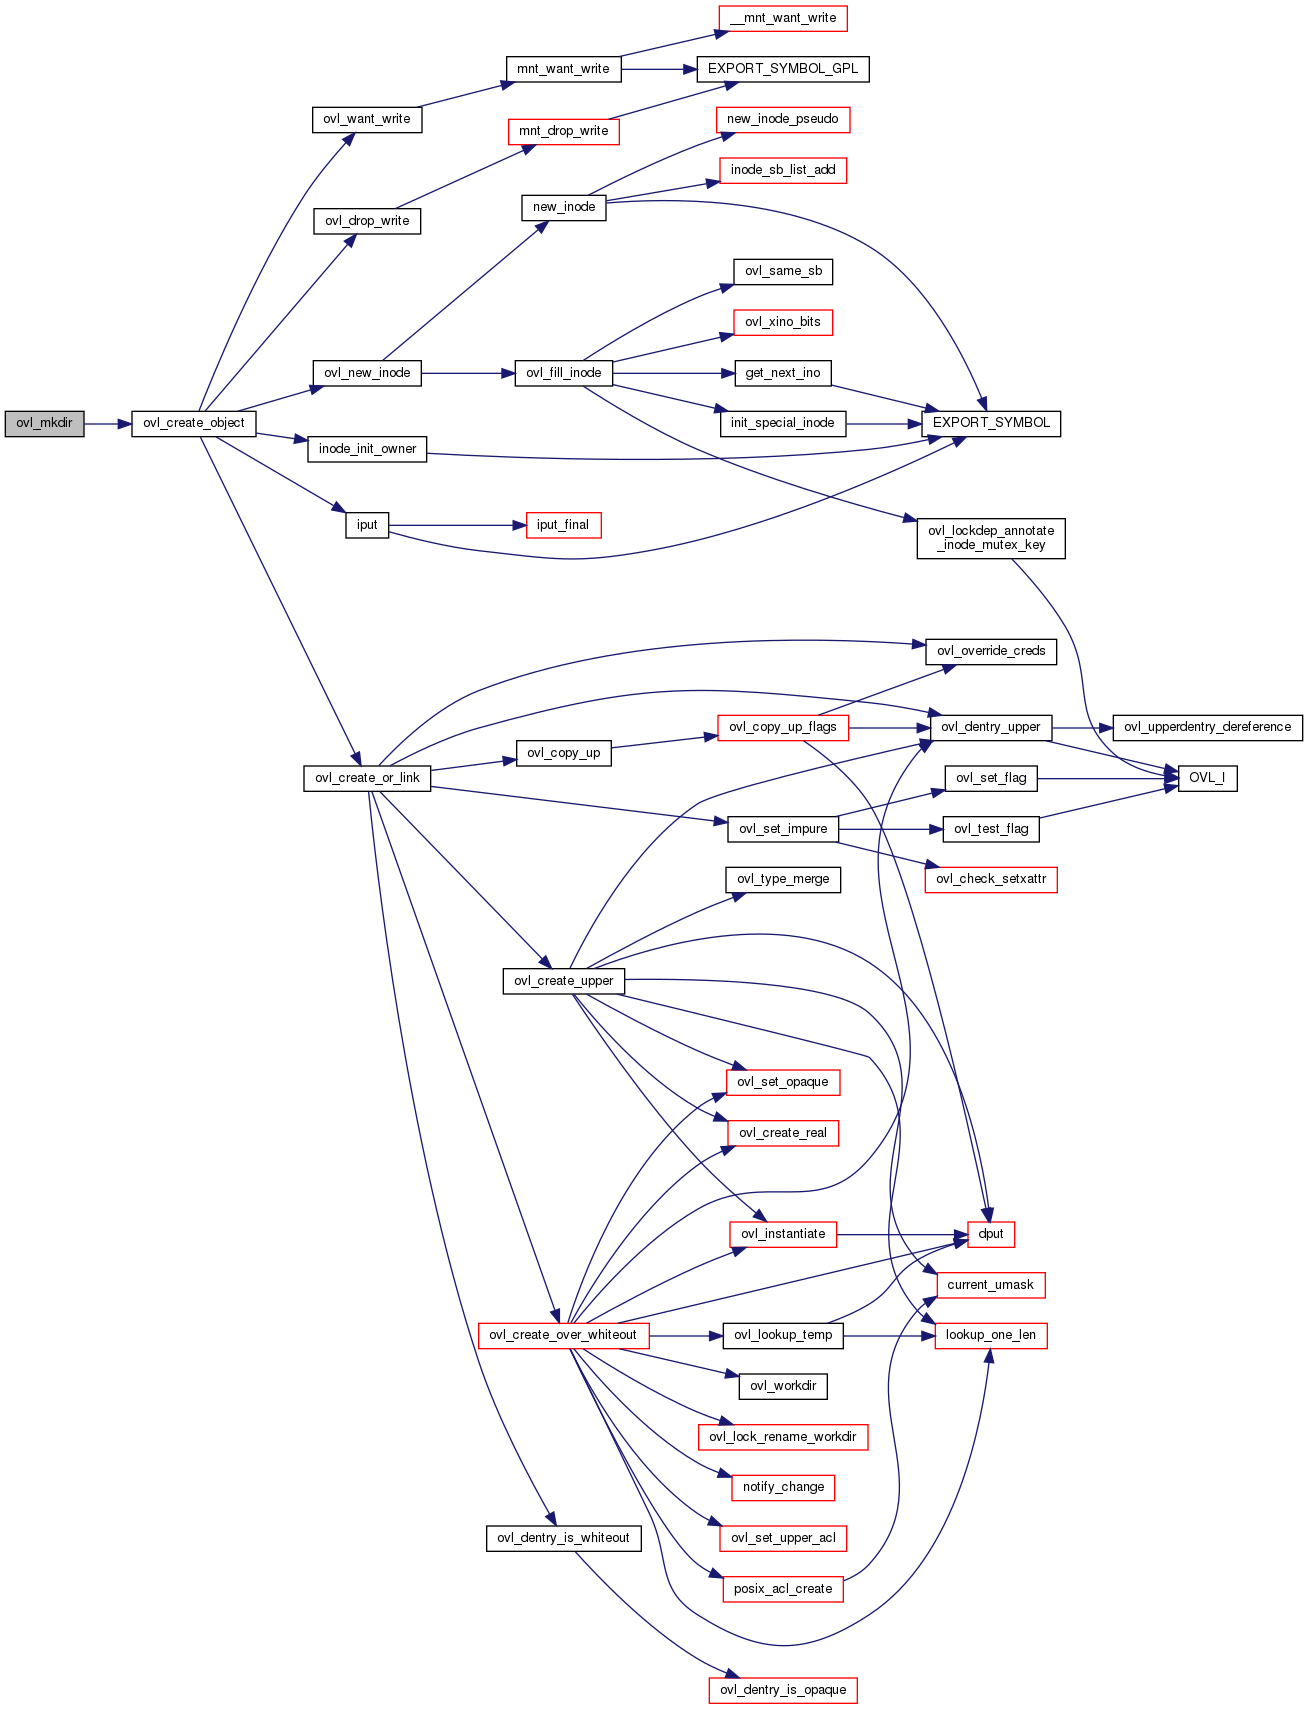 __mnt_want_write
mnt_want_write
EXPORT_SYMBOL_GPL
ovl_want_write
mnt_drop_write
new_inode_pseudo
inode_sb_list_add
new_inode
ovl_drop_write
ovl_same_sb
ovl_xino_bits
ovl_new_inode
ovl_fill_inode
get_next_ino
ovl_mkdir
ovl_create_object
init_special_inode
EXPORT_SYMBOL
inode_init_owner
iput
iput_final
ovl_lockdep_annotate
_inode_mutex_key
ovl_override_creds
ovl_copy_up_flags
ovl_dentry_upper
ovl_upperdentry_dereference
ovl_copy_up
ovl_create_or_link
ovl_set_flag
OVL_I
ovl_set_impure
ovl_test_flag
ovl_type_merge
ovl_check_setxattr
ovl_create_upper
ovl_set_opaque
ovl_create_real
ovl_instantiate
dput
current_umask
ovl_create_over_whiteout
ovl_lookup_temp
lookup_one_len
ovl_workdir
ovl_lock_rename_workdir
notify_change
ovl_dentry_is_whiteout
ovl_set_upper_acl
posix_acl_create
ovl_dentry_is_opaque